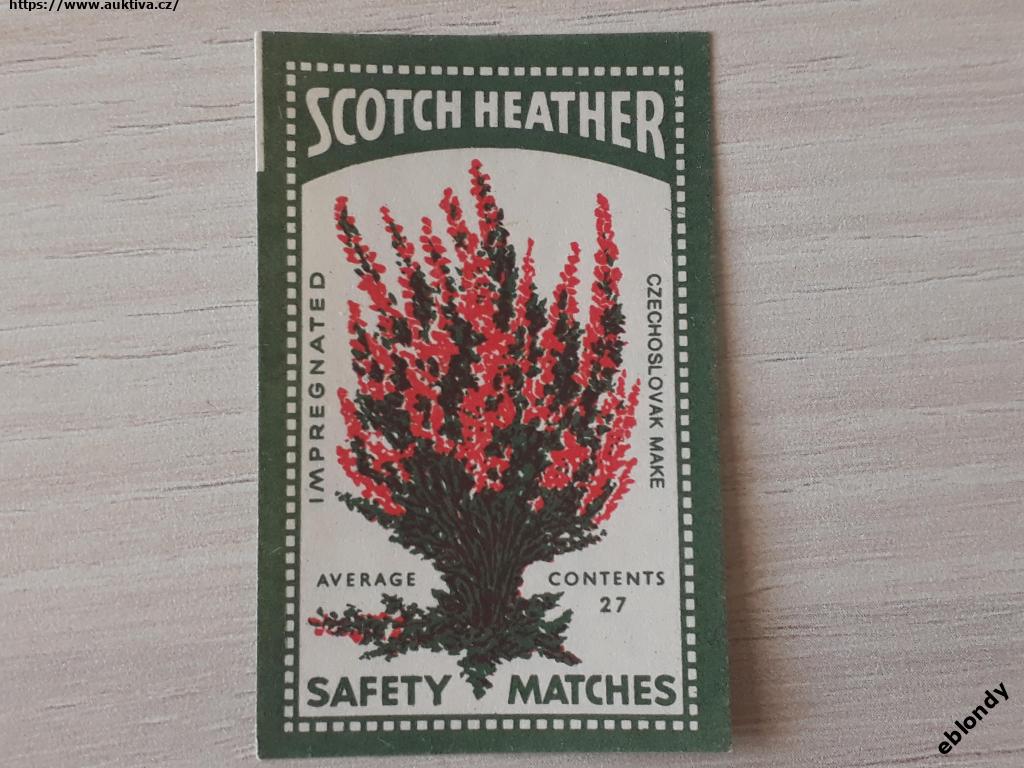 https://www.auktiva.cz/
SCOTCH HEATHER
IMPREGNATED
CZECHOSLOVAK MAKE
AVERAGE CONTENTS
27
SAFETY MATCHES
eblondy